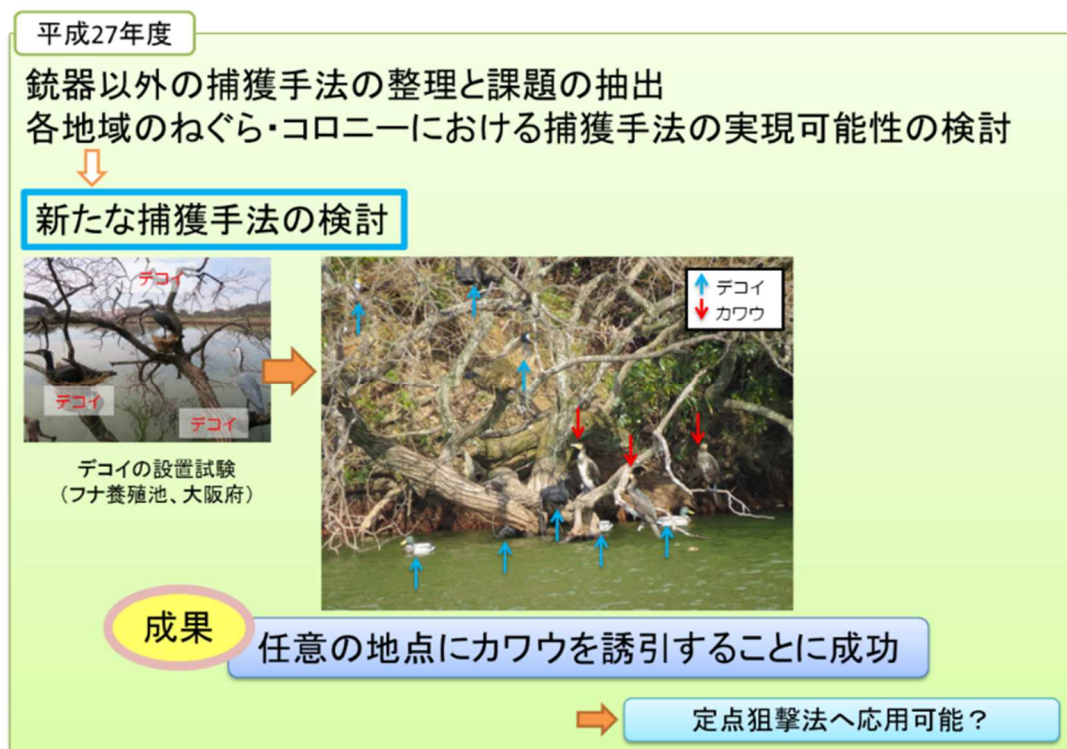 平成27年度
銃器以外の捕獲手法の整理と課題の抽出
各地域のねぐら・コロニーにおける捕獲手法の実現可能性の検討
新たな捕獲手法の検討
デコイ
デコイ
デコイ
デコイの設置試験
（フナ養殖池、大阪府）
デコイ
カワウ
成果
任意の地点にカワウを誘引することに成功
定点狙撃法へ応用可能？